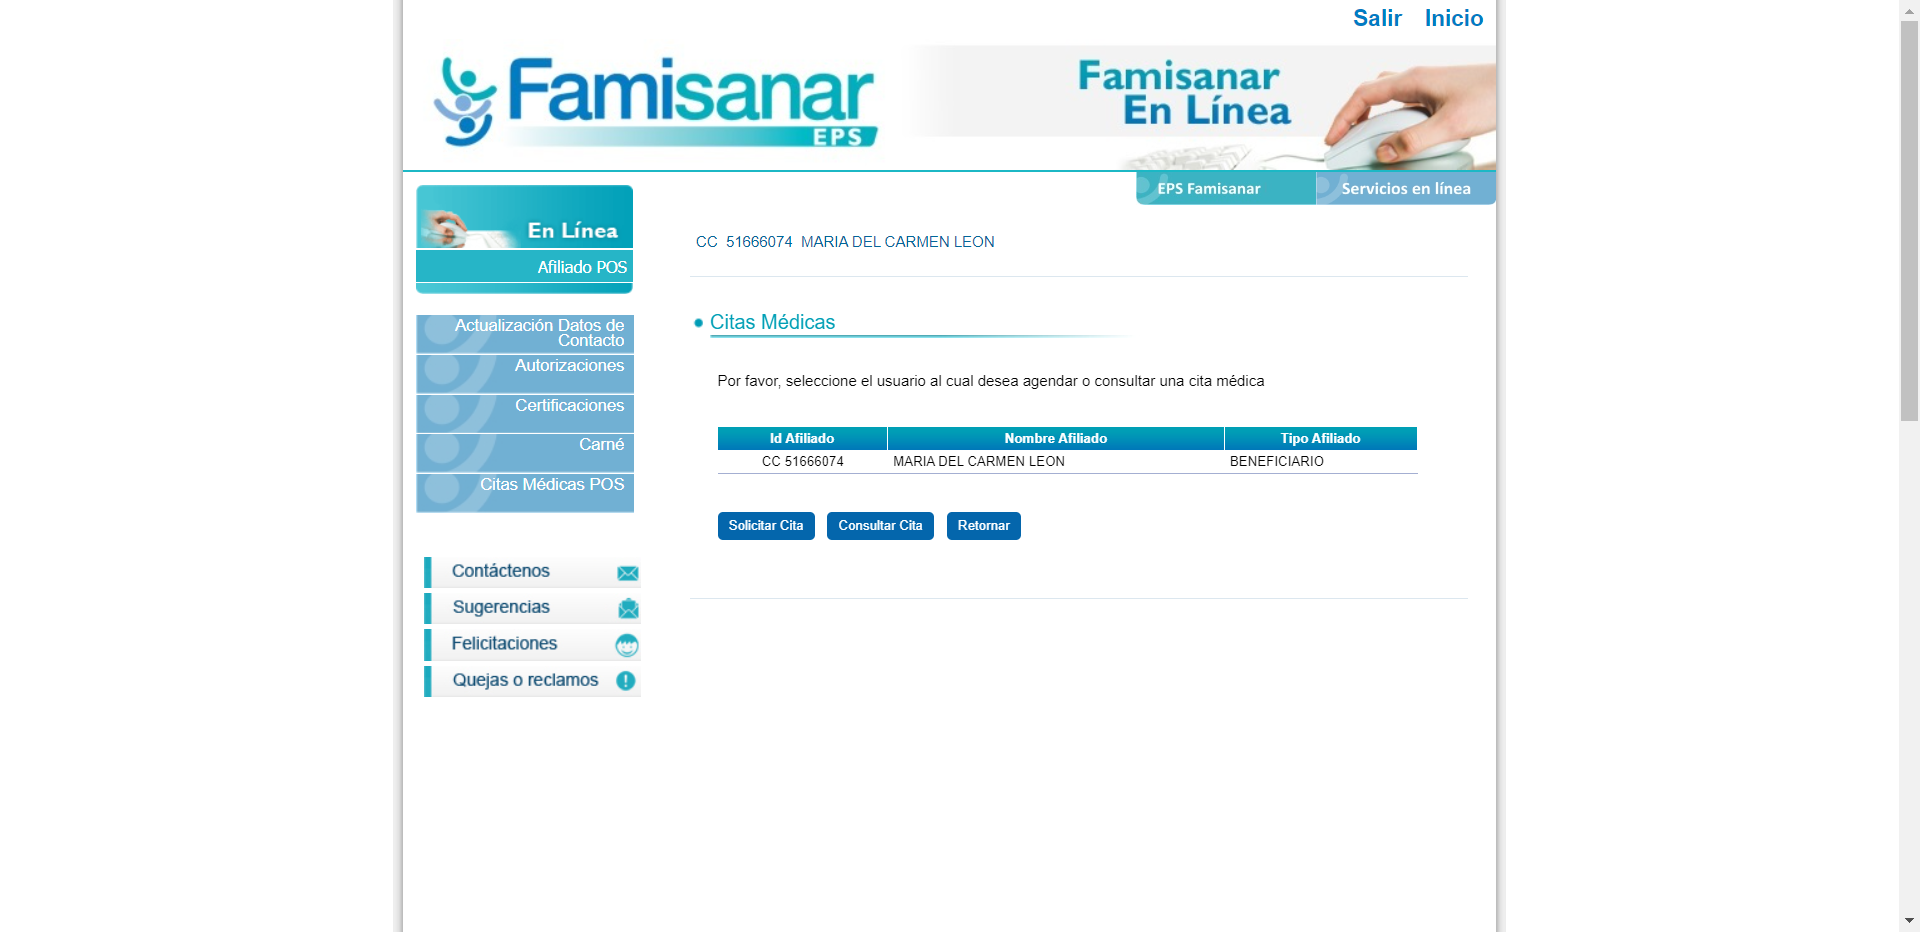 Salir Inicio
Famisanar
EPS
Famisanar
En Línea
EPS Famisanar
Servicios en línea
En Línea
Afiliado POS
Actualización Datos de
Contacto
Autorizaciones
Certificaciones
Carné
Citas Médicas POS
Contáctenos
Sugerencias
Felicitaciones
Quejas o reclamos
CC 51666074 MARIA DEL CARMEN LEON
Citas Médicas
Por favor, seleccione el usuario al cual desea agendar o consultar una cita médica
Id Afiliado Nombre Afiliado Tipo Afiliado
CC 51666074 MARIA DEL CARMEN LEON BENEFICIARIO
Solicitar Cita Consultar Cita Retornar